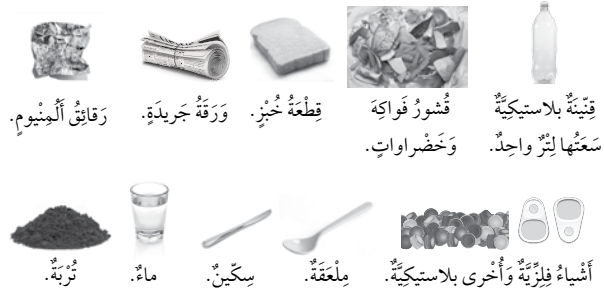 قِنّينَةٌ بلاستيكِيَّةٌ سَعَتُها لِتْرٌ واحِدٌ.
قُشورُ فَواكِهَ وَخَضْراواتٍ.
قِطْعَةُ خُبْزٍ.
وَرَقَةُ جَريدَةٍ.
رَقائِقُ أَلُمِنْيومٍ.
أَشْياءُ فِلِزِّيَّةٌ وَأُخْرى بلاستيكِيَّةٌ.
مِلْعَقَةٌ.
سِكّينٌ.
ماءٌ.
تُرْبَةٌ.